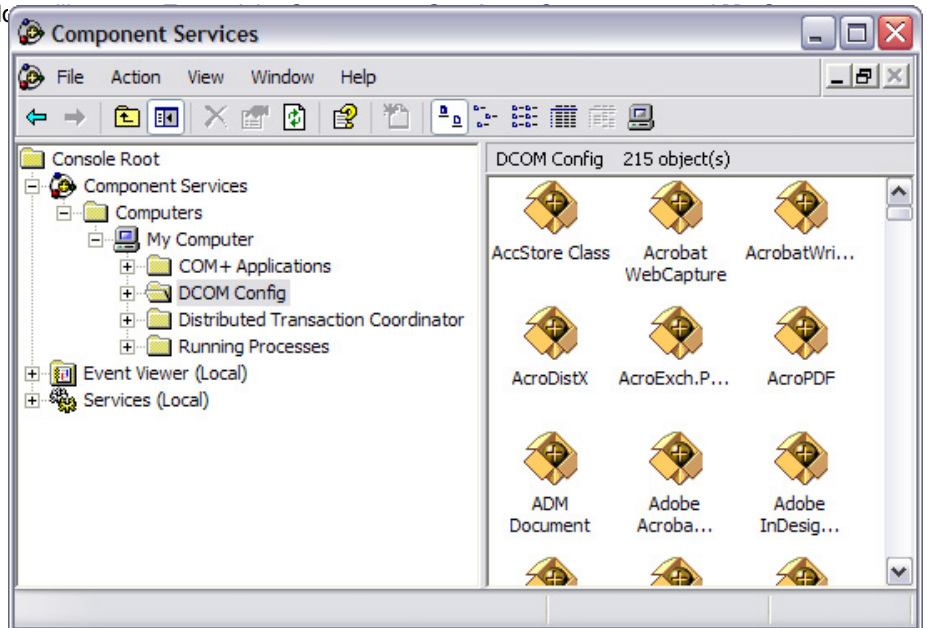 Component Services
File Action View Window Help
Console Root
Component Services
Computers
My Computer
COM+ Applications
DCOM Config
Distributed Transaction Coordinator
Running Processes
Event Viewer (Local)
Services (Local)
DCOM Config 215 object(s)
AccStore Class Acrobat WebCapture AcrobatWri...
AcroDistX AcroExch.P... AcroPDF
ADM Document Adobe Acroba... Adobe InDesig...